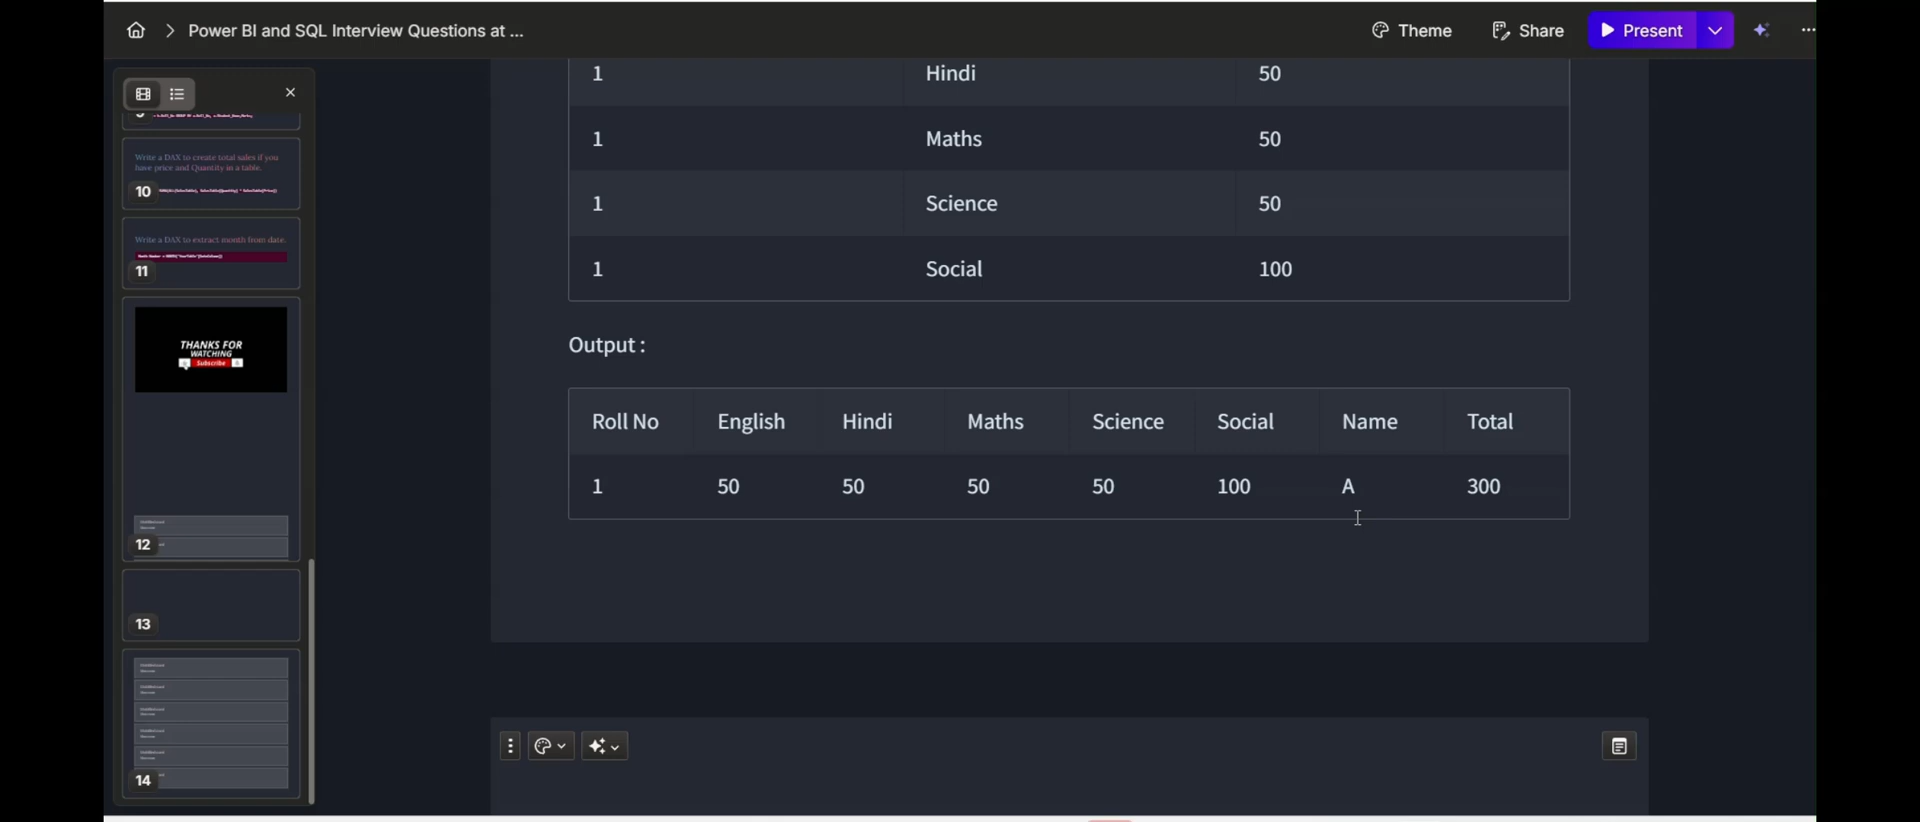 Power BI and SQL Interview Questions at ...
Theme
Share
Present
Write a DAX to create total sales if you
have price and Quantity in a table.
10
Write a DAX to extract month from date.
11
THANKS FOR
WATCHING
Subscribe
12
13
14
1 Hindi 50
1 Maths 50
1 Science 50
1 Social 100
Output :
Roll No English Hindi Maths Science Social Name Total
1 50 50 50 50 100 A 300